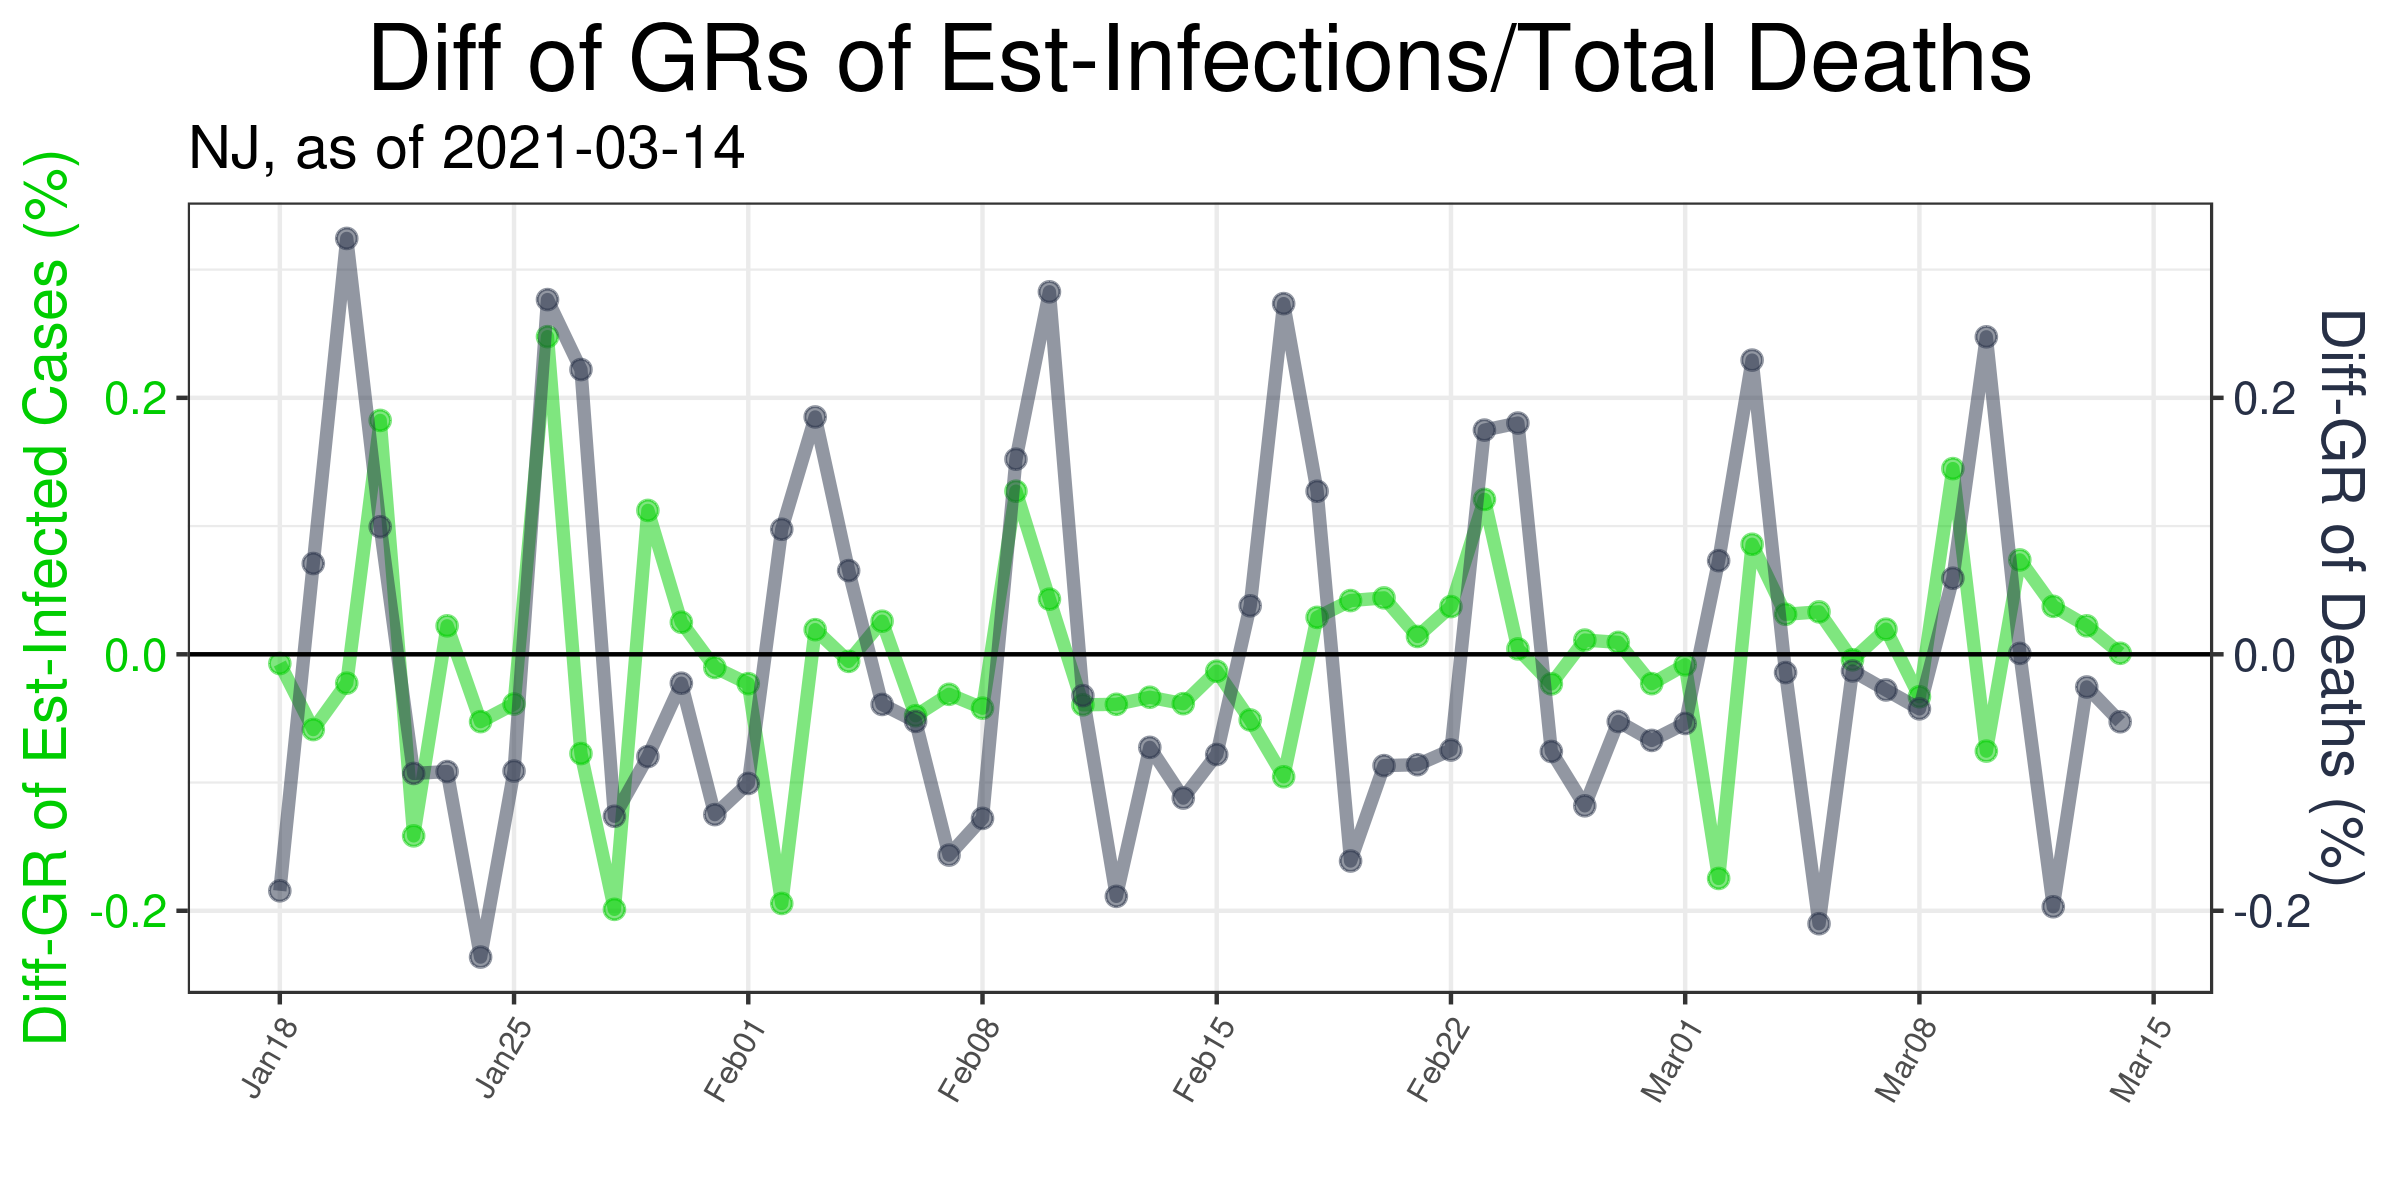 Diff of GRs of Est-Infections/Total Deaths
NJ, as of 2021-03-14
Diff-GR of Est-Infected Cases (%)
0.2
0.0
-0.2
0.2
0.0
-0.2
Diff-GR of Deaths (%)
Jan18
Jan25
Feb01
Feb08
Feb15
Feb22
Mar01
Mar08
Mar15